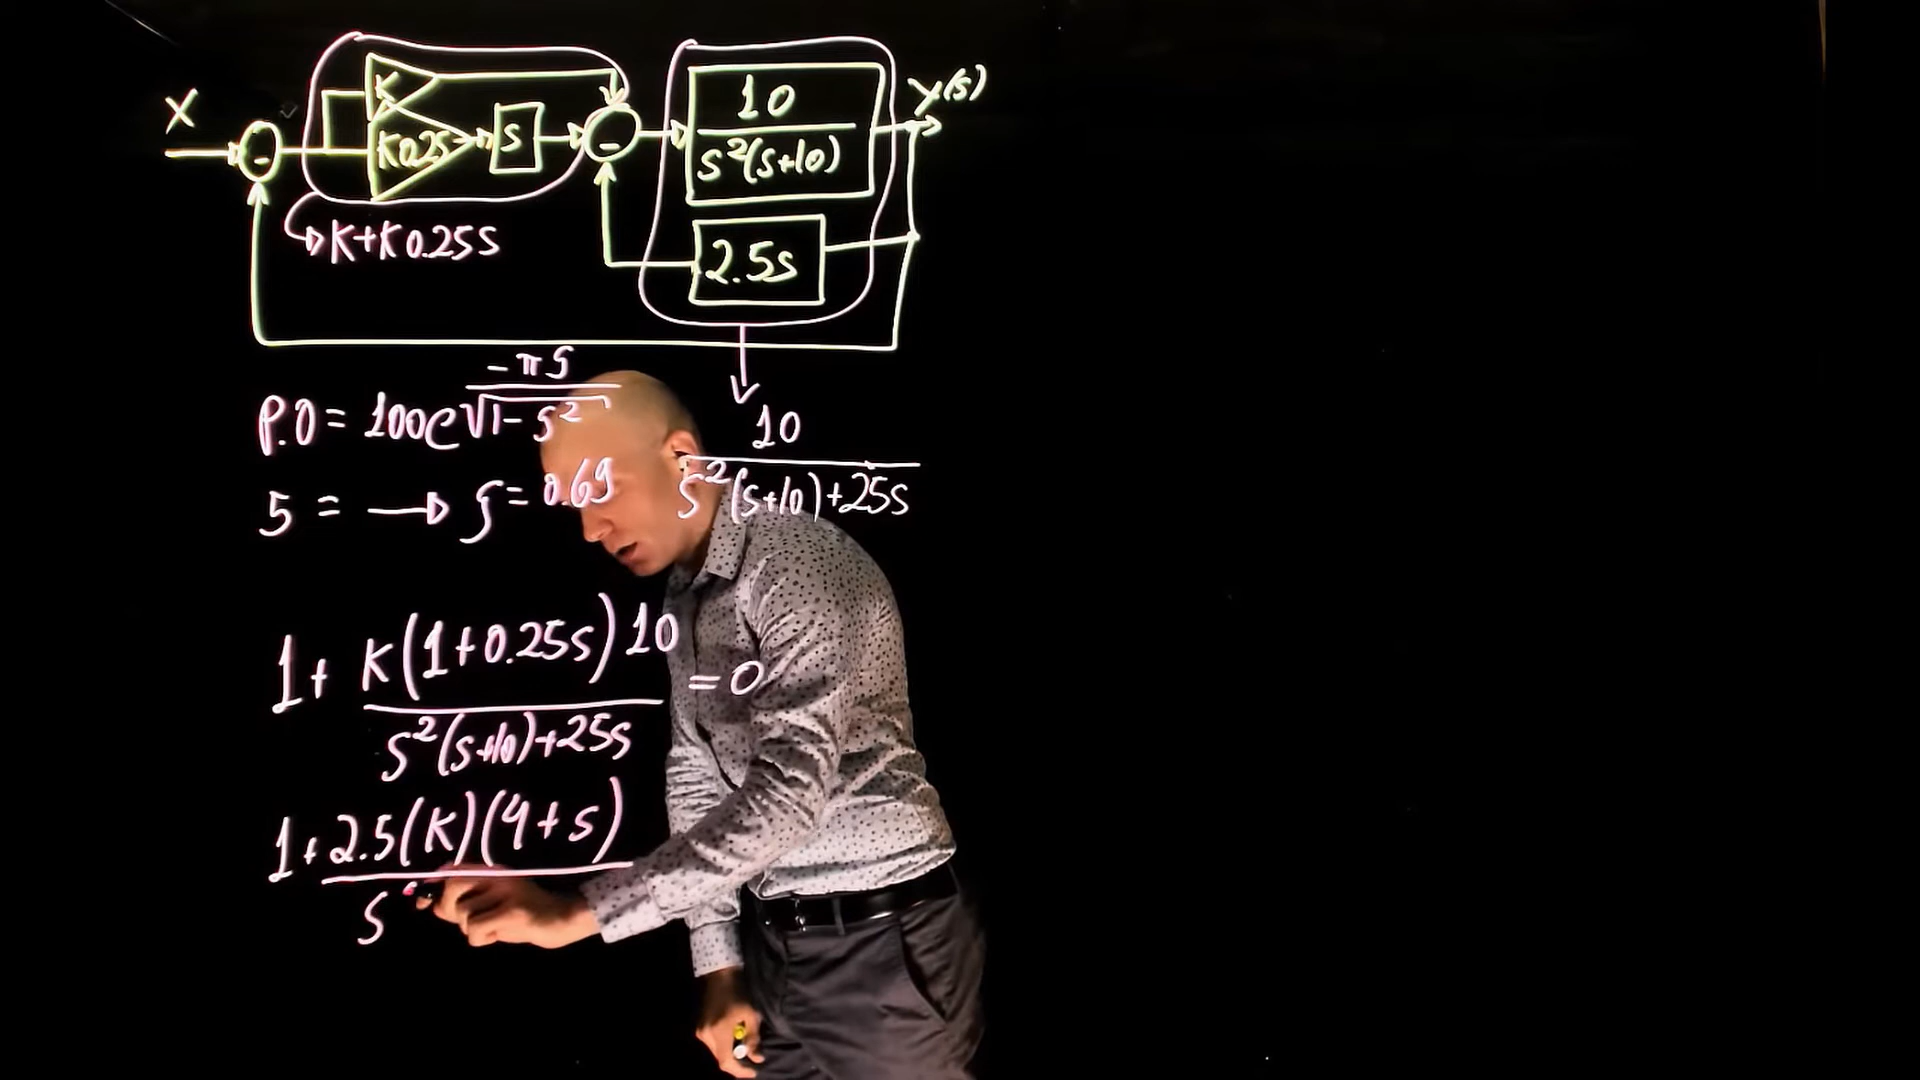 X
K
K0.25
S
-
-
10
S²(S+10)
Y(S)
K+K0.25S
2.5S
P.O = 100e^(-πζ/√1-ζ²)
5 = → ζ = 0.69
10
S²(S+10)+25S
1+ K(1+0.25S)10 = 0
S²(S+10)+25S
1+2.5(K)(4+S)
S